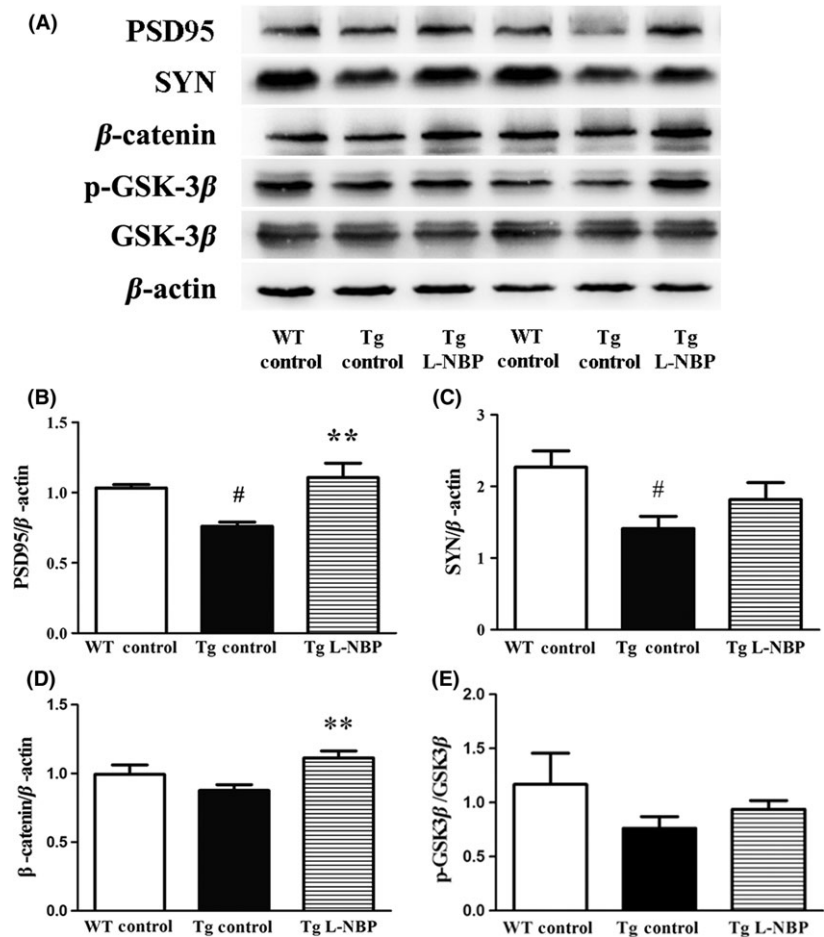 (A)
PSD95
SYN
β-catenin
p-GSK-3β
GSK-3β
β-actin
WT control Tg control Tg L-NBP WT control Tg control Tg L-NBP
(B)
PSD95/β -actin
1.5
1.0
0.5
0.0
#
**
WT control Tg control Tg L-NBP
(C)
SYN/β -actin
3
2
1
0
#
WT control Tg control Tg L-NBP
(D)
β -catenin/β -actin
1.5
1.0
0.5
0.0
**
WT control Tg control Tg L-NBP
(E)
p-GSK3β /GSK3β
2.0
1.5
1.0
0.5
0.0
WT control Tg control Tg L-NBP